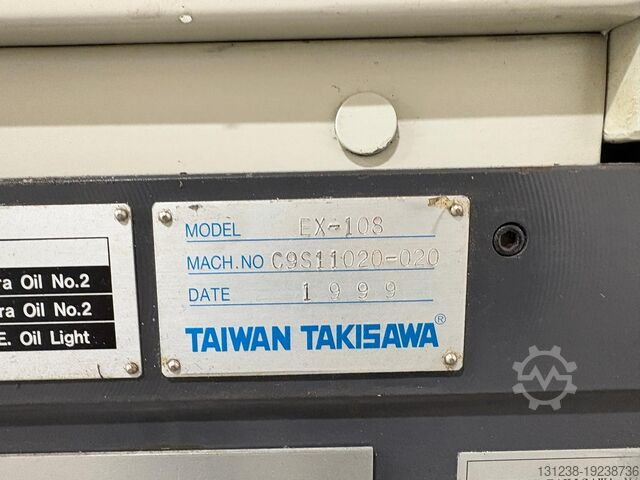 MODEL EX-108
MACH.NO C9S11020-020
DATE 1999
TAIWAN TAKISAWA®
ra Oil No.2
ra Oil No.2
E. Oil Light
131238-19238736